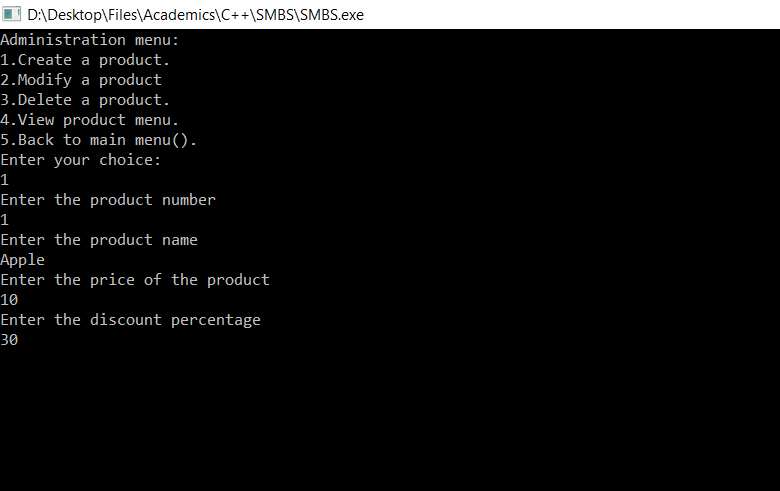 D:\Desktop\Files\Academics\C++\SMBS\SMBS.exe
Administration menu:
1.Create a product.
2.Modify a product
3.Delete a product.
4.View product menu.
5.Back to main menu().
Enter your choice:
1
Enter the product number
1
Enter the product name
Apple
Enter the price of the product
10
Enter the discount percentage
30